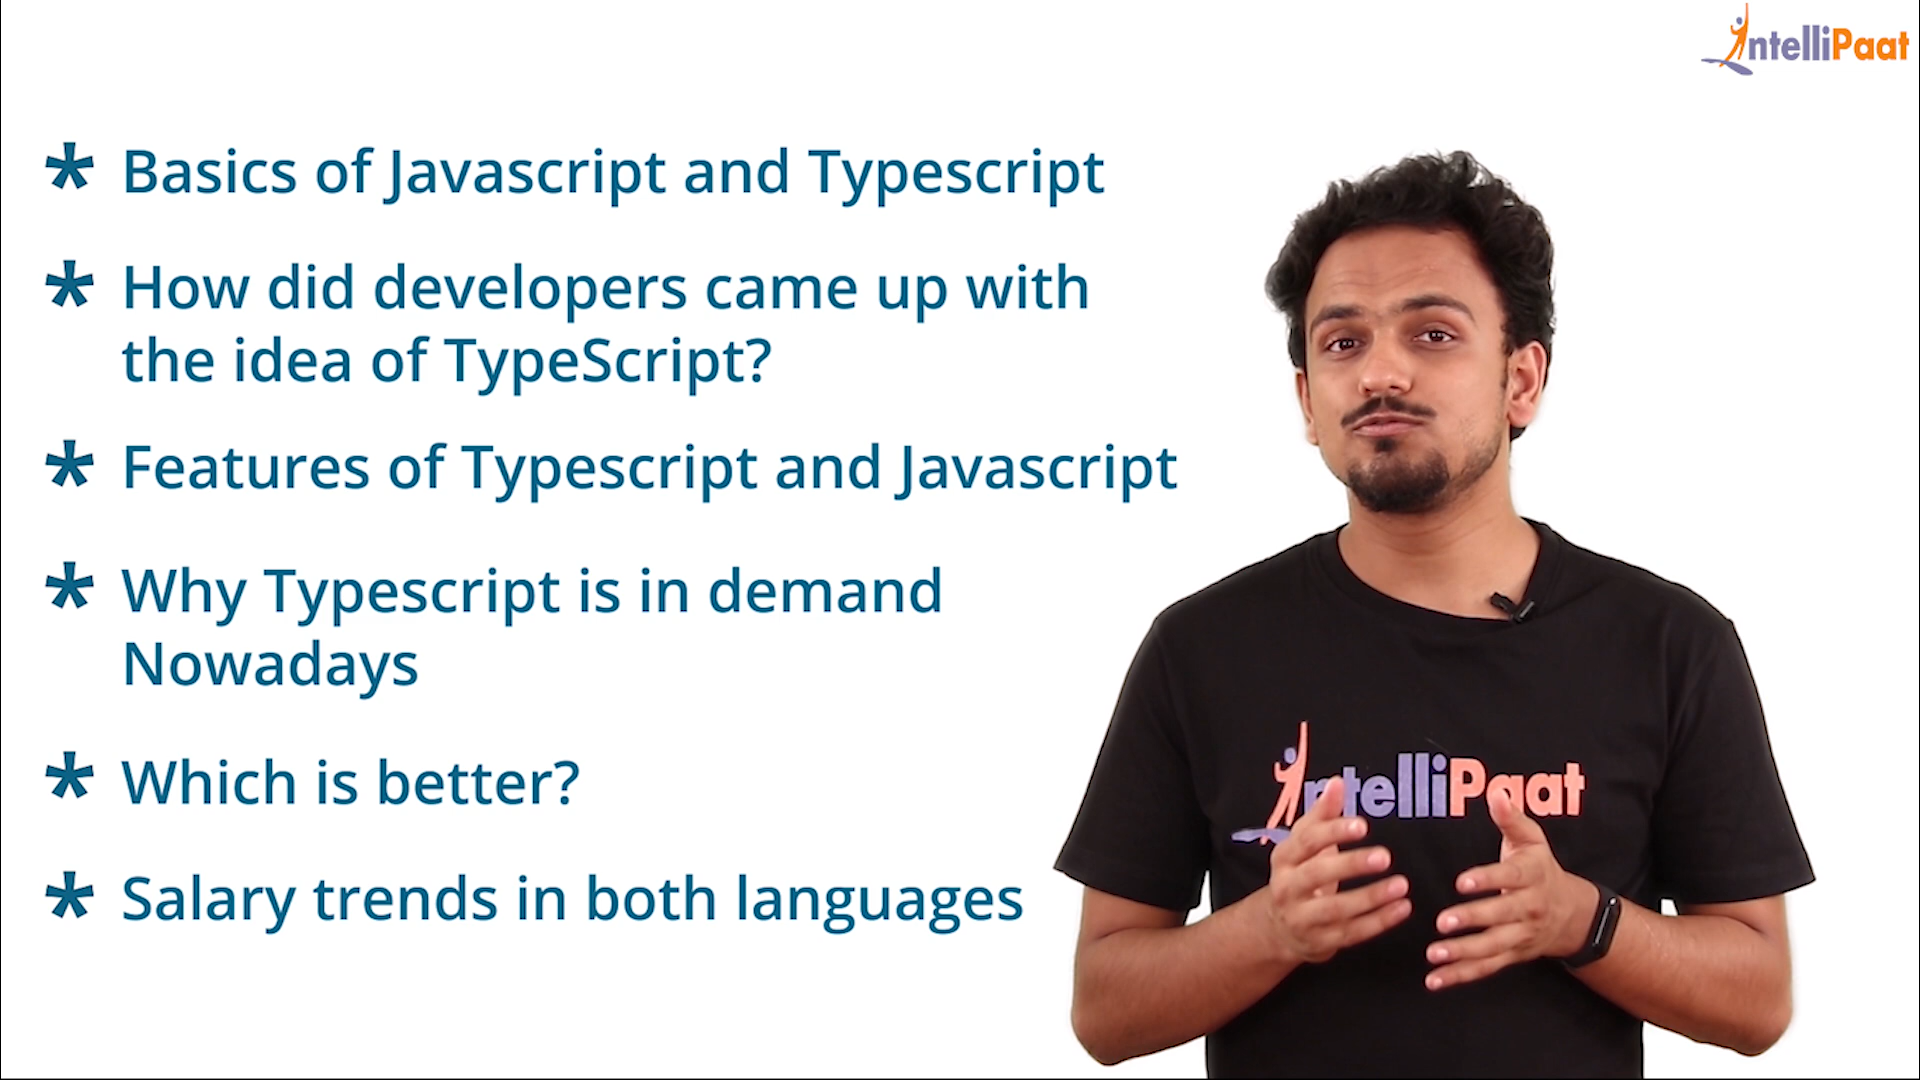 IntelliPaat
* Basics of Javascript and Typescript
* How did developers came up with
the idea of TypeScript?
* Features of Typescript and Javascript
* Why Typescript is in demand
Nowadays
* Which is better?
* Salary trends in both languages
IntelliPaat